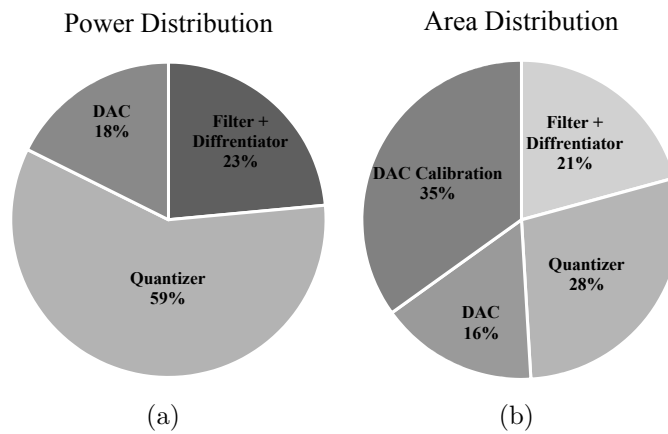 Power Distribution
DAC
18%
Filter +
Diffrentiator
23%
Quantizer
59%
(a)
Area Distribution
Filter +
Diffrentiator
21%
DAC Calibration
35%
Quantizer
28%
DAC
16%
(b)